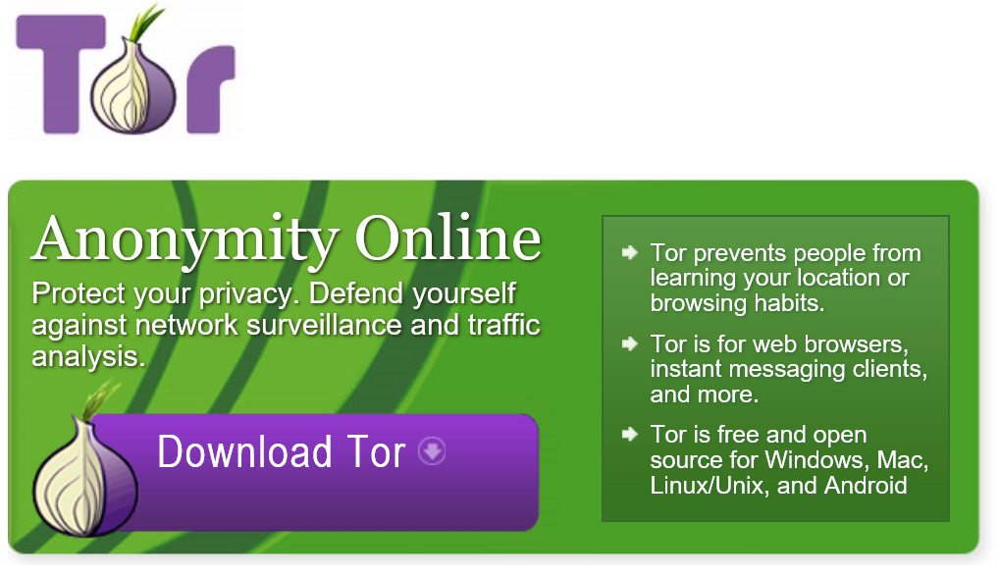 Tor
Anonymity Online
Protect your privacy. Defend yourself
against network surveillance and traffic
analysis.
Download Tor
Tor prevents people from
learning your location or
browsing habits.
Tor is for web browsers,
instant messaging clients,
and more.
Tor is free and open
source for Windows, Mac,
Linux/Unix, and Android